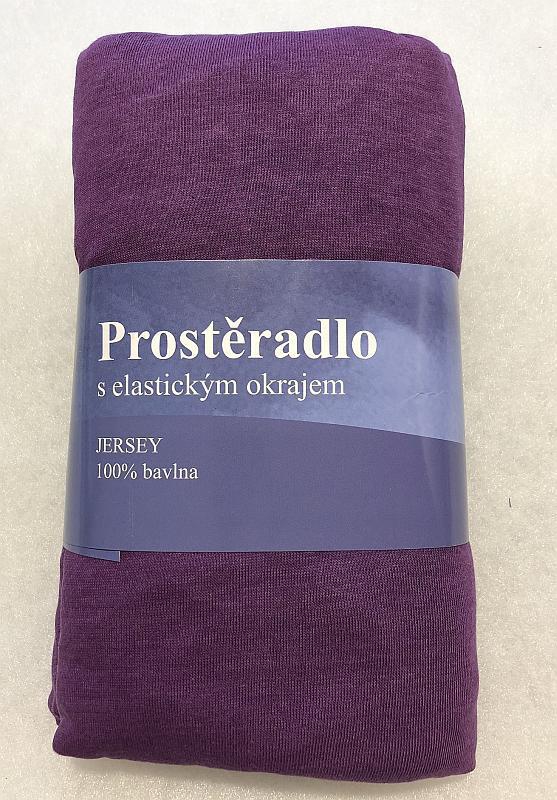 Prostěradlo
s elastickým okrajem
JERSEY
100% bavlna